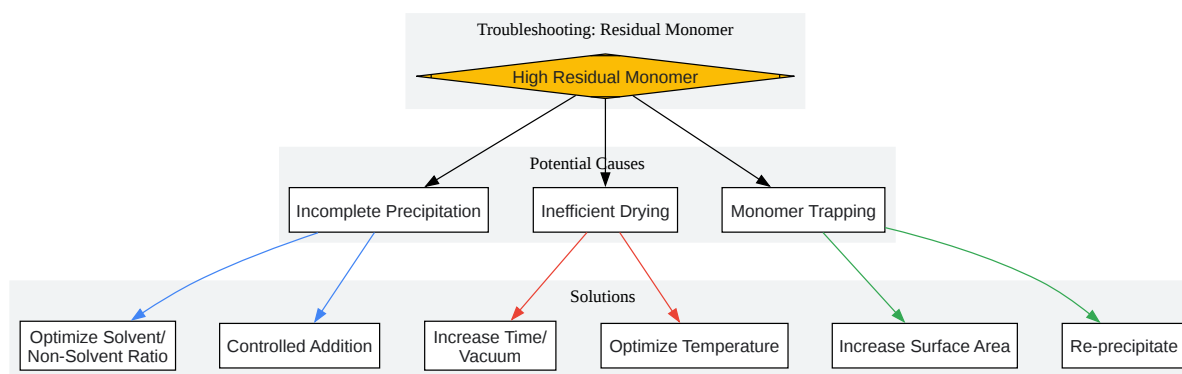 Troubleshooting: Residual Monomer
High Residual Monomer
Potential Causes
Incomplete Precipitation
Inefficient Drying
Monomer Trapping
Solutions
Optimize Solvent/
Non-Solvent Ratio
Controlled Addition
Increase Time/
Vacuum
Optimize Temperature
Increase Surface Area
Re-precipitate